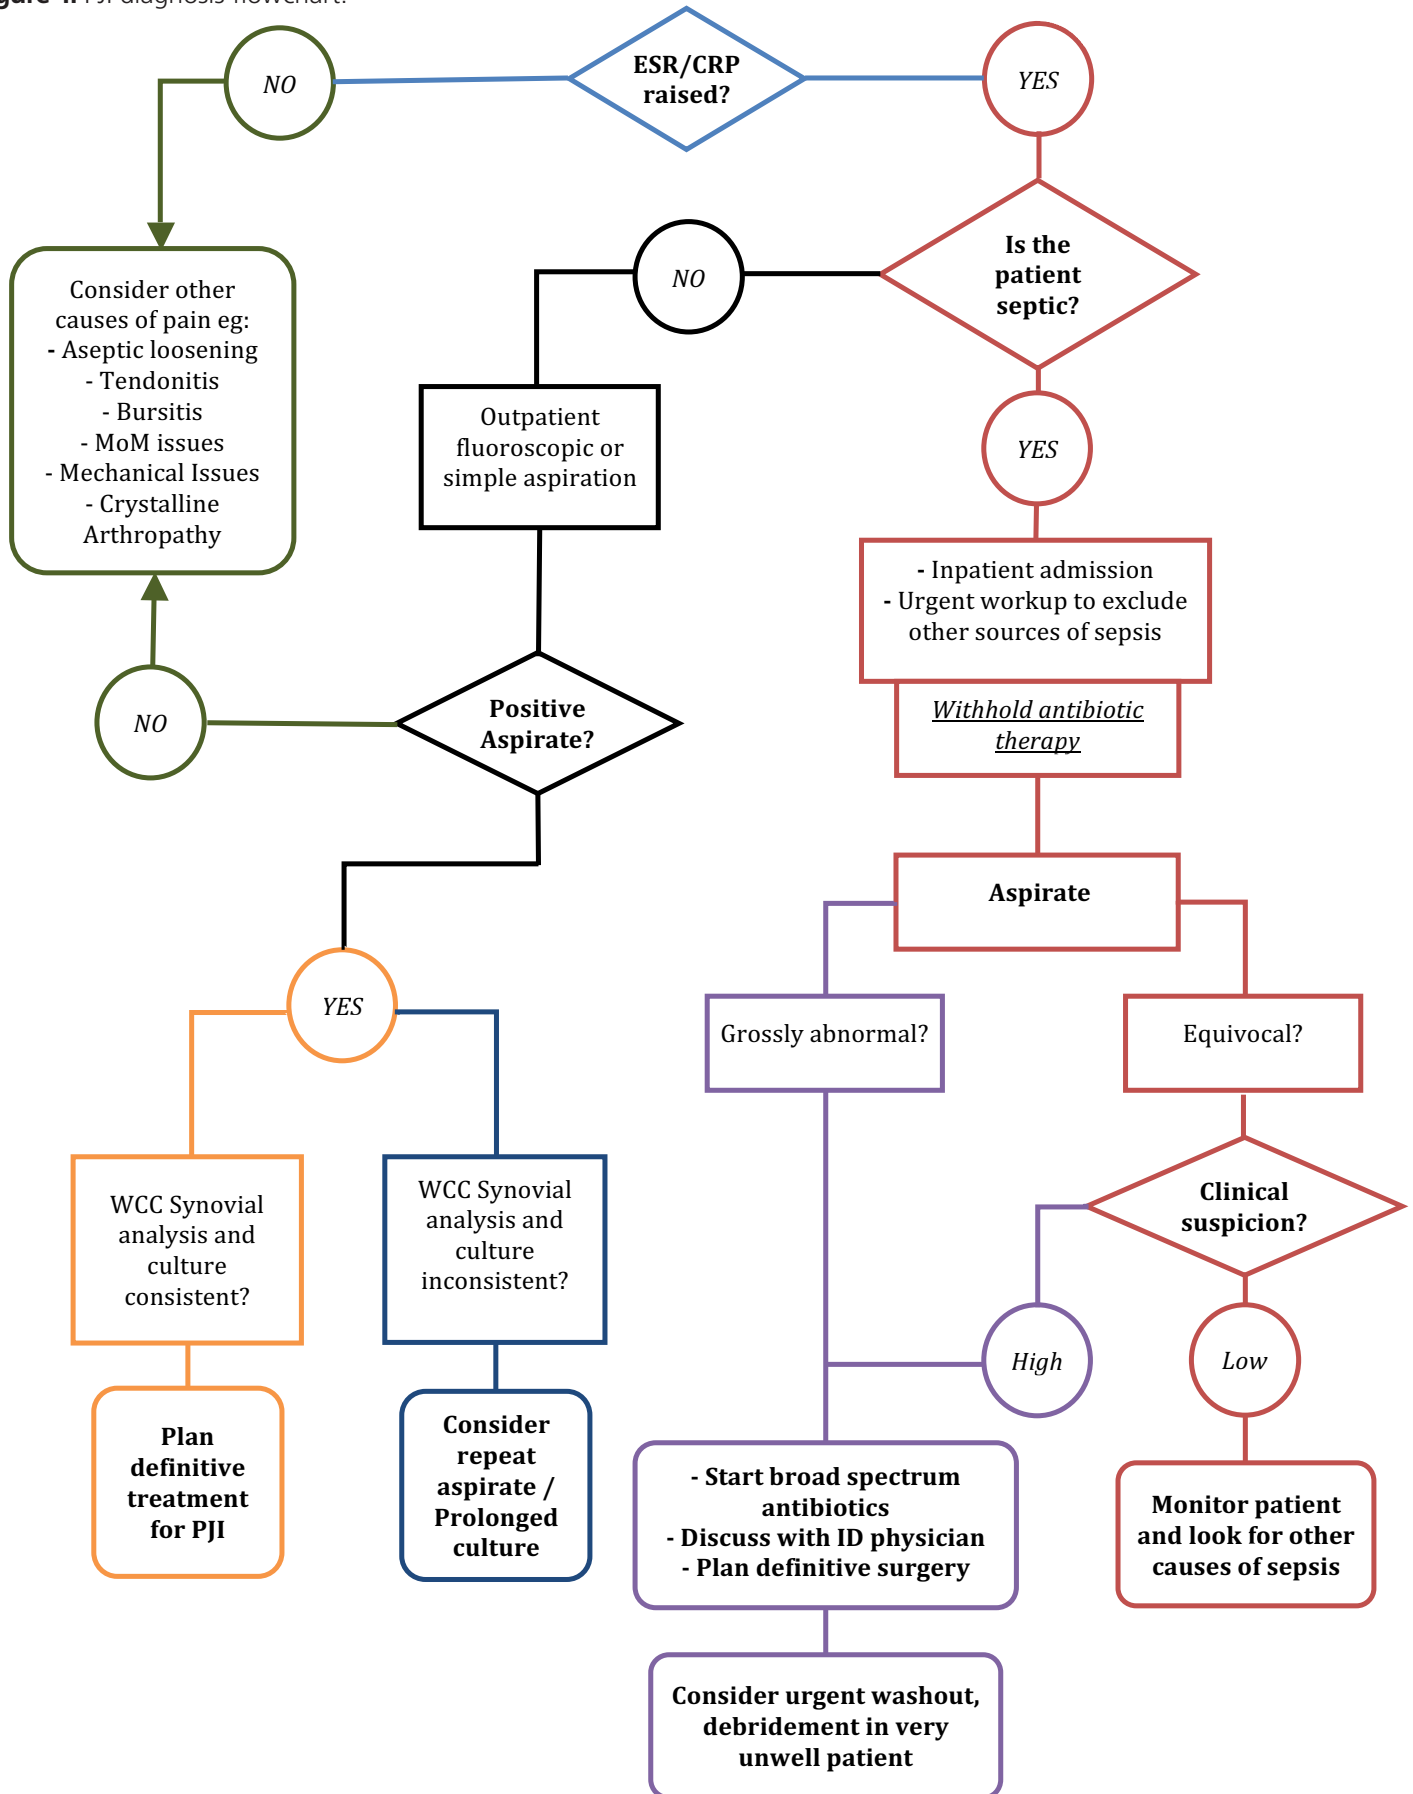 PJI diagnosis flowchart.
ESR/CRP
raised?
NO
YES
Is the
patient
septic?
NO
YES
Consider other
causes of pain eg:
- Aseptic loosening
- Tendonitis
- Bursitis
- MoM issues
- Mechanical Issues
- Crystalline
Arthropathy
Outpatient
fluoroscopic or
simple aspiration
- Inpatient admission
- Urgent workup to exclude
other sources of sepsis
Withhold antibiotic
therapy
Positive
Aspirate?
NO
YES
Aspirate
Grossly abnormal?
Equivocal?
WCC Synovial
analysis and
culture
consistent?
WCC Synovial
analysis and
culture
inconsistent?
Clinical
suspicion?
High
Low
Plan
definitive
treatment
for PJI
Consider
repeat
aspirate /
Prolonged
culture
- Start broad spectrum
antibiotics
- Discuss with ID physician
- Plan definitive surgery
Monitor patient
and look for other
causes of sepsis
Consider urgent washout,
debridement in very
unwell patient